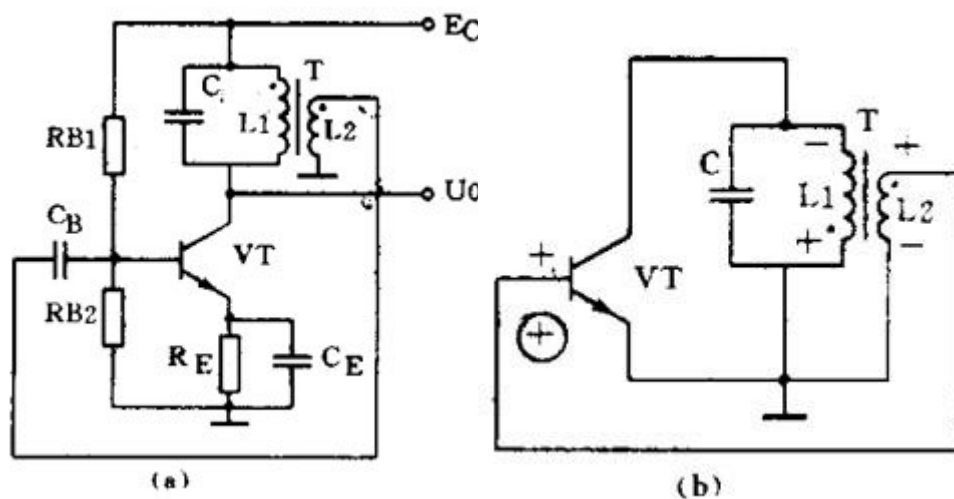 EC
C
T
L1
L2
RB1
U0
CB
VT
RB2
RE
CE
(a)
T
C
−
+
L1
L2
+
−
+
VT
+
(b)